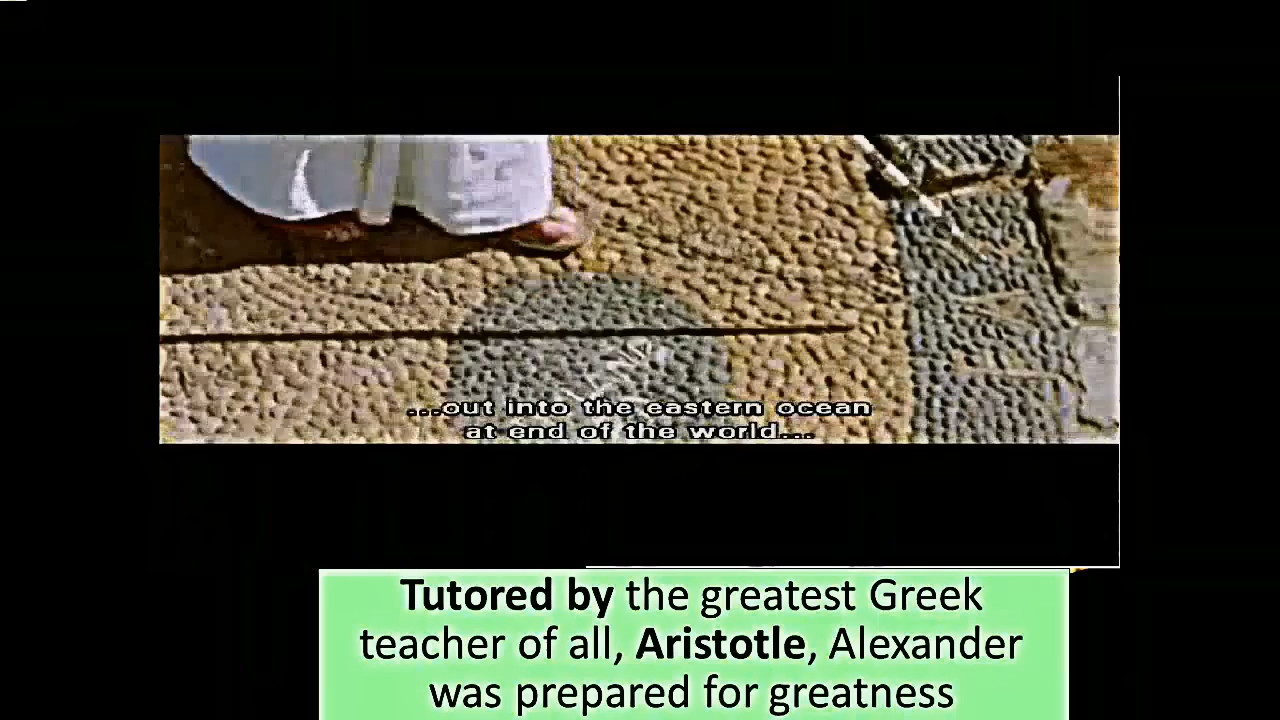 ...out into the eastern ocean
at end of the world...
Tutored by the greatest Greek
teacher of all, Aristotle, Alexander
was prepared for greatness